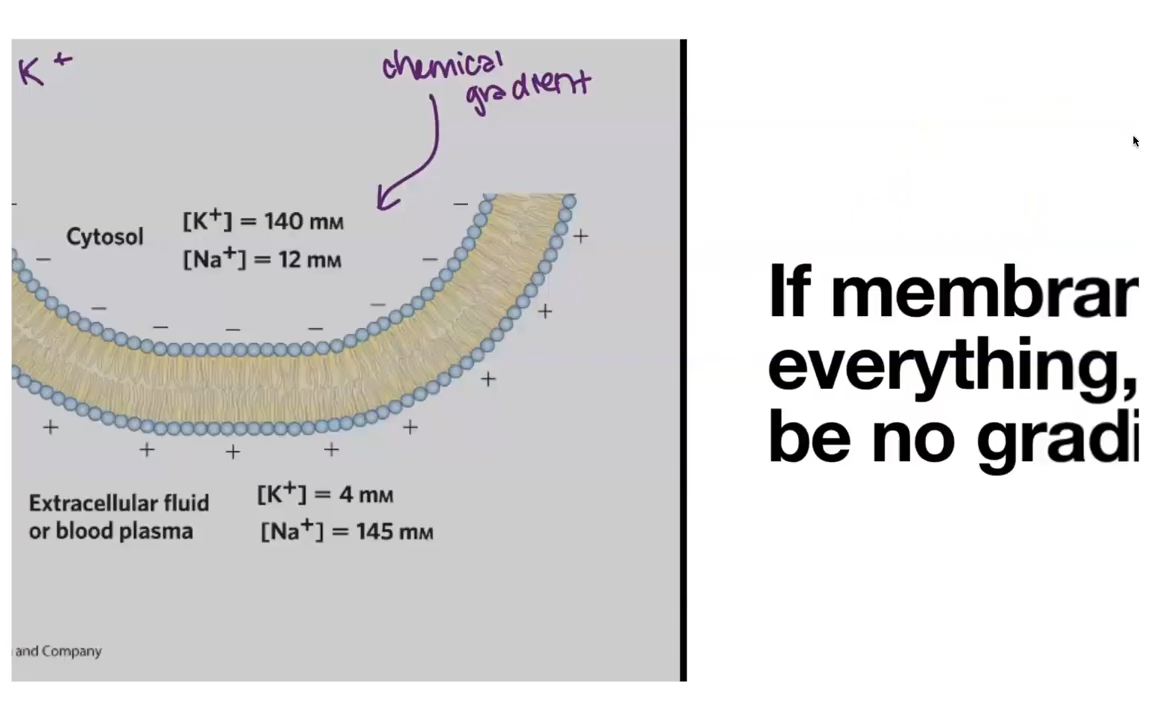 K+
chemical
gradient
Cytosol
[K+] = 140 mM
[Na+] = 12 mM
Extracellular fluid
or blood plasma
[K+] = 4 mM
[Na+] = 145 mM
and Company
If membrar
everything,
be no gradi